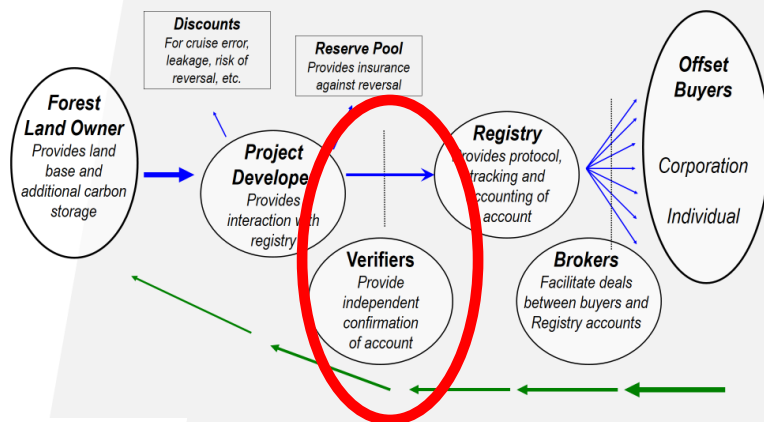 Discounts
For cruise error,
leakage, risk of
reversal, etc.
Reserve Pool
Provides insurance
against reversal
Offset
Buyers
Corporation
Individual
Forest
Land Owner
Provides land
base and
additional carbon
storage
Project
Develope
Provides
interaction with
registry
Registry
Provides protocol,
tracking and
accounting of
account
Verifiers
Provide
independent
confirmation
of account
Brokers
Facilitate deals
between buyers and
Registry accounts